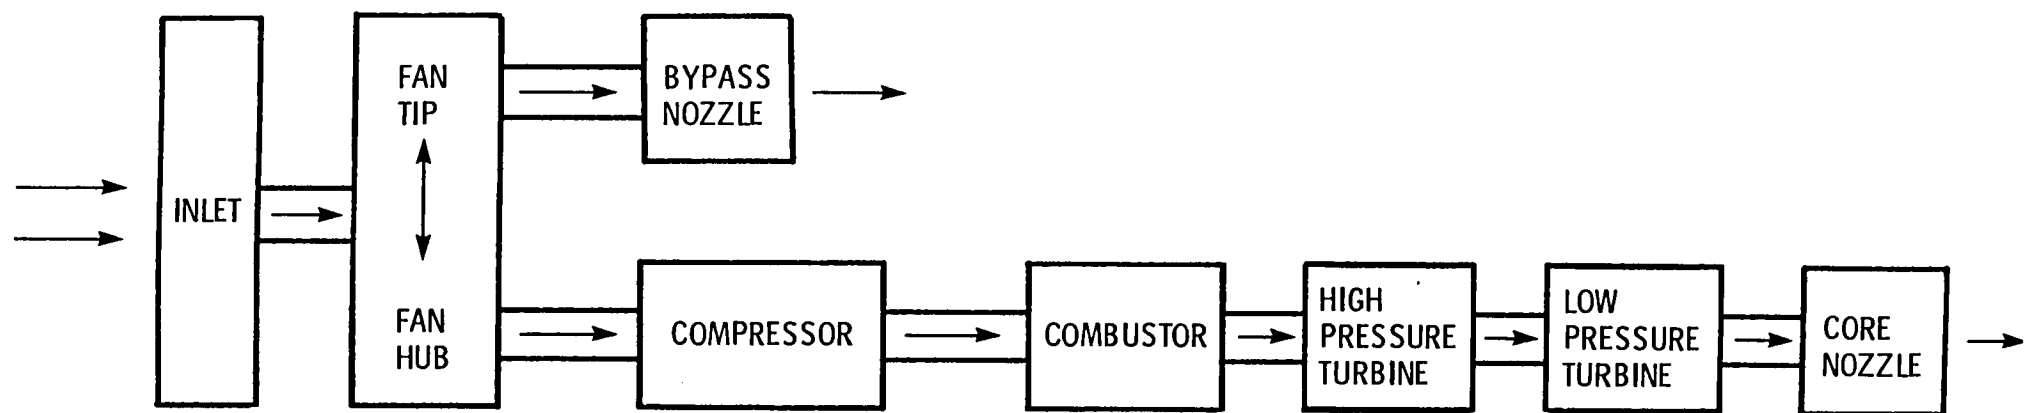 INLET
FAN
TIP
FAN
HUB
BYPASS
NOZZLE
COMPRESSOR
COMBUSTOR
HIGH
PRESSURE
TURBINE
LOW
PRESSURE
TURBINE
CORE
NOZZLE